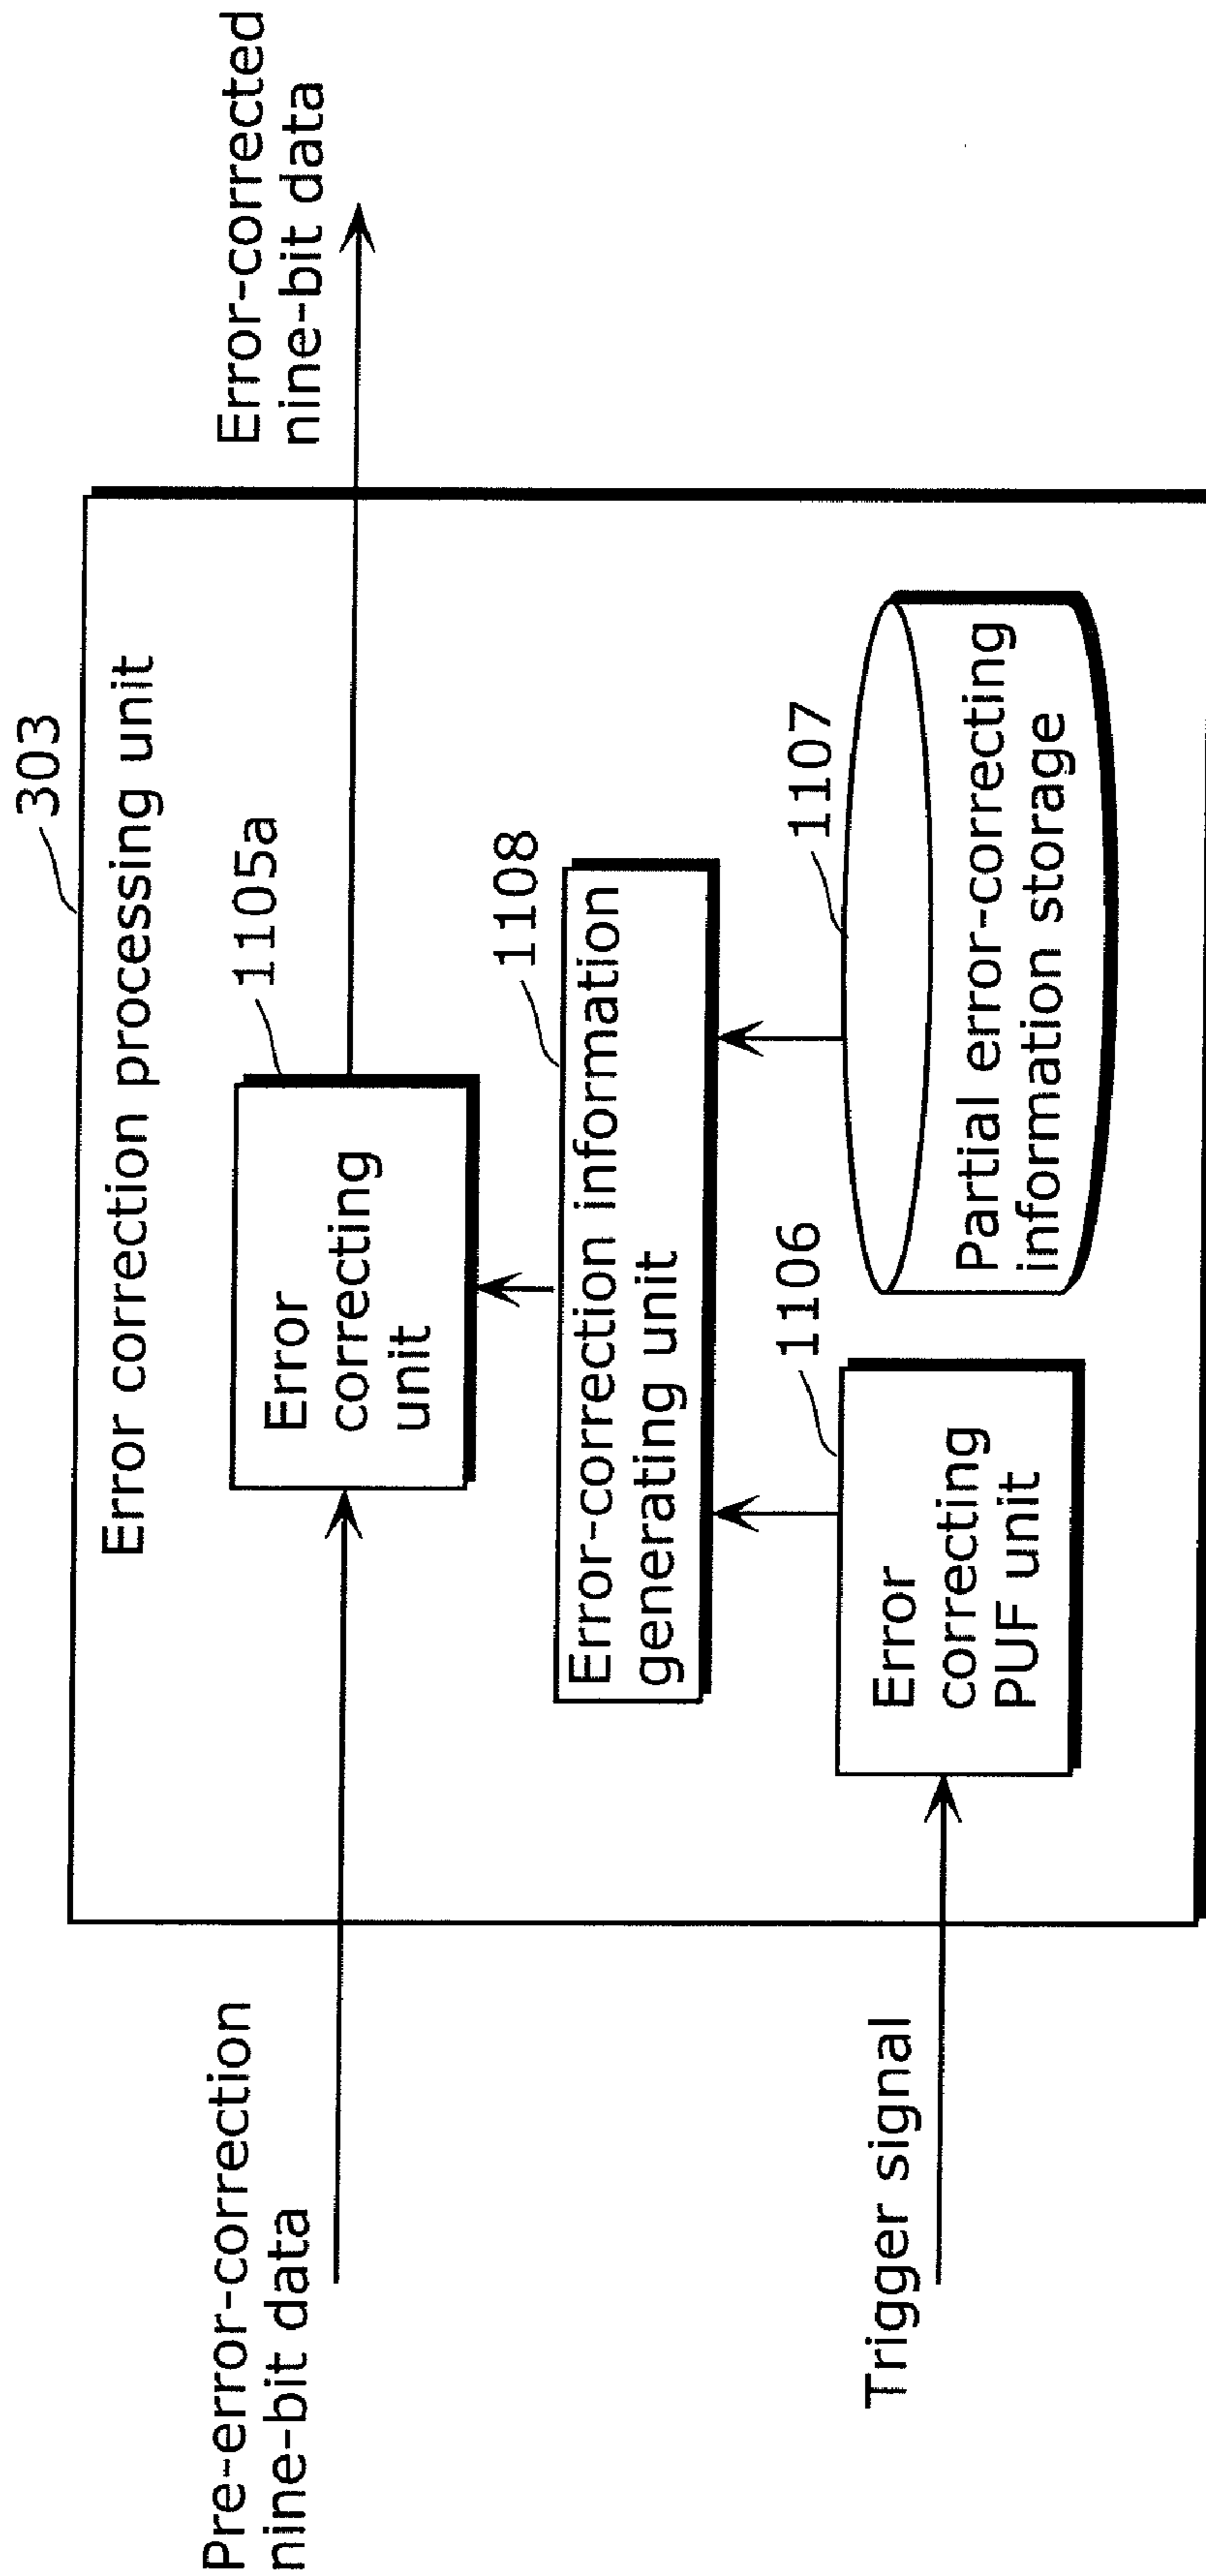 303
Error correction processing unit
Pre-error-correction
nine-bit data
1105a
Error
correcting
unit
Error-corrected
nine-bit data
1108
Error-correction information
generating unit
Trigger signal
1106
Error
correcting
PUF unit
1107
Partial error-correcting
information storage